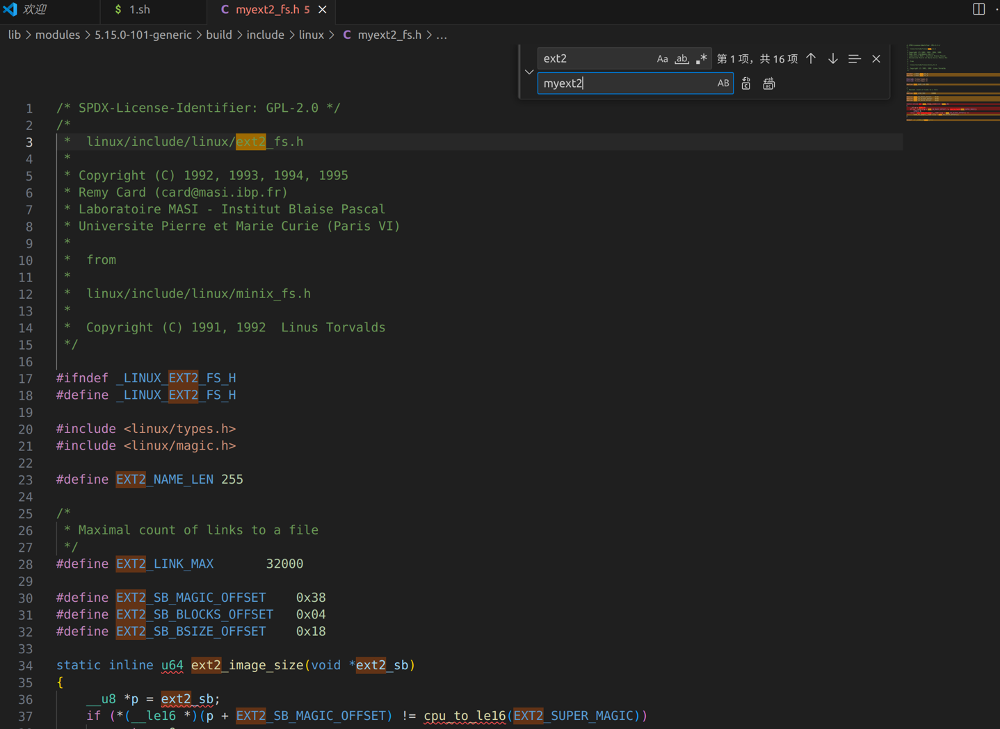 欢迎
$ 1.sh
C myext2_fs.h 5
lib > modules > 5.15.0-101-generic > build > include > linux > C myext2_fs.h > ...
ext2 Aa ab .* 第 1 项，共 16 项
myext2 AB
1 /* SPDX-License-Identifier: GPL-2.0 */
2 /*
3 *  linux/include/linux/ext2_fs.h
4 *
5 * Copyright (C) 1992, 1993, 1994, 1995
6 * Remy Card (card@masi.ibp.fr)
7 * Laboratoire MASI - Institut Blaise Pascal
8 * Universite Pierre et Marie Curie (Paris VI)
9 *
10 *  from
11 *
12 *  linux/include/linux/minix_fs.h
13 *
14 *  Copyright (C) 1991, 1992  Linus Torvalds
15 */
16
17 #ifndef _LINUX_EXT2_FS_H
18 #define _LINUX_EXT2_FS_H
19
20 #include <linux/types.h>
21 #include <linux/magic.h>
22
23 #define EXT2_NAME_LEN 255
24
25 /*
26 * Maximal count of links to a file
27 */
28 #define EXT2_LINK_MAX 32000
29
30 #define EXT2_SB_MAGIC_OFFSET 0x38
31 #define EXT2_SB_BLOCKS_OFFSET 0x04
32 #define EXT2_SB_BSIZE_OFFSET 0x18
33
34 static inline u64 ext2_image_size(void *ext2_sb)
35 {
36 __u8 *p = ext2_sb;
37 if (*(__le16 *)(p + EXT2_SB_MAGIC_OFFSET) != cpu_to_le16(EXT2_SUPER_MAGIC))